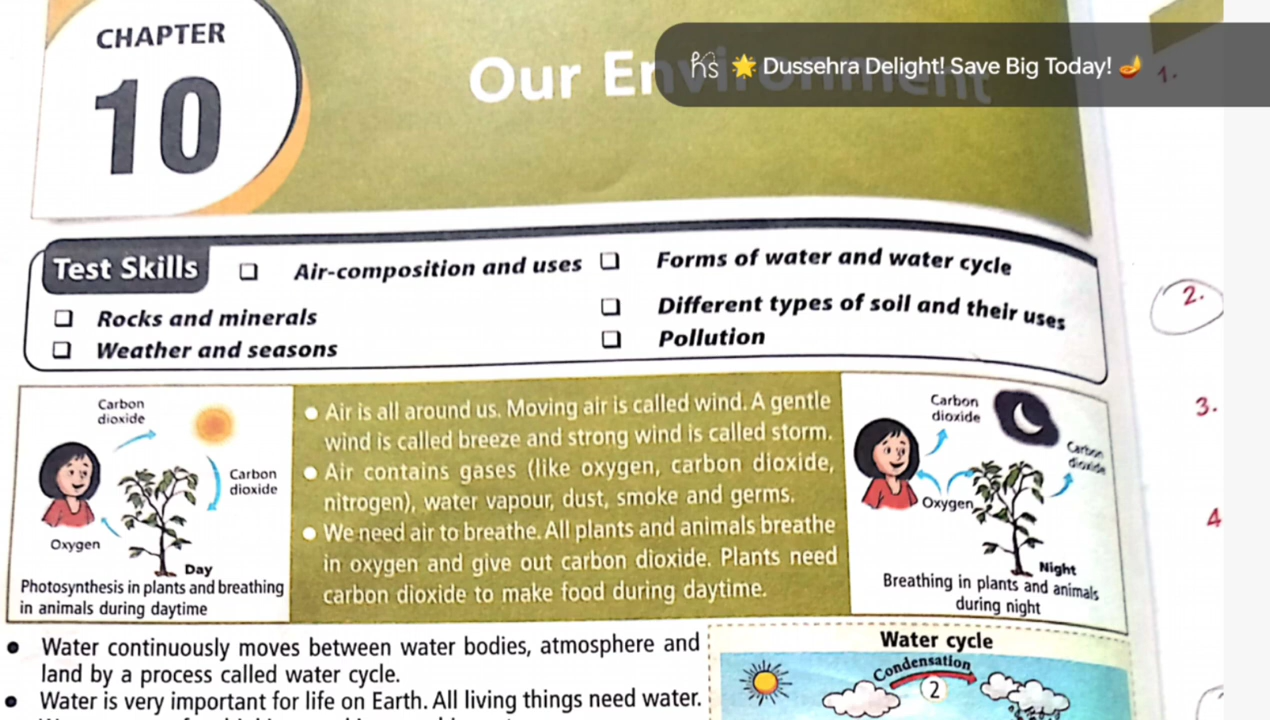 CHAPTER
10
Our Environment
hs 🌟 Dussehra Delight! Save Big Today! 🪔
1.
Test Skills
❑ Air-composition and uses
❑ Forms of water and water cycle
❑ Rocks and minerals
❑ Different types of soil and their uses
❑ Weather and seasons
❑ Pollution
2.
3.
4
Carbon
dioxide
Carbon
dioxide
Oxygen
Day
Photosynthesis in plants and breathing
in animals during daytime
● Air is all around us. Moving air is called wind. A gentle
wind is called breeze and strong wind is called storm.
● Air contains gases (like oxygen, carbon dioxide,
nitrogen), water vapour, dust, smoke and germs.
● We need air to breathe. All plants and animals breathe
in oxygen and give out carbon dioxide. Plants need
carbon dioxide to make food during daytime.
Carbon
dioxide
Carbon
dioxide
Oxygen
Night
Breathing in plants and animals
during night
● Water continuously moves between water bodies, atmosphere and
land by a process called water cycle.
● Water is very important for life on Earth. All living things need water.
Water cycle
Condensation
2